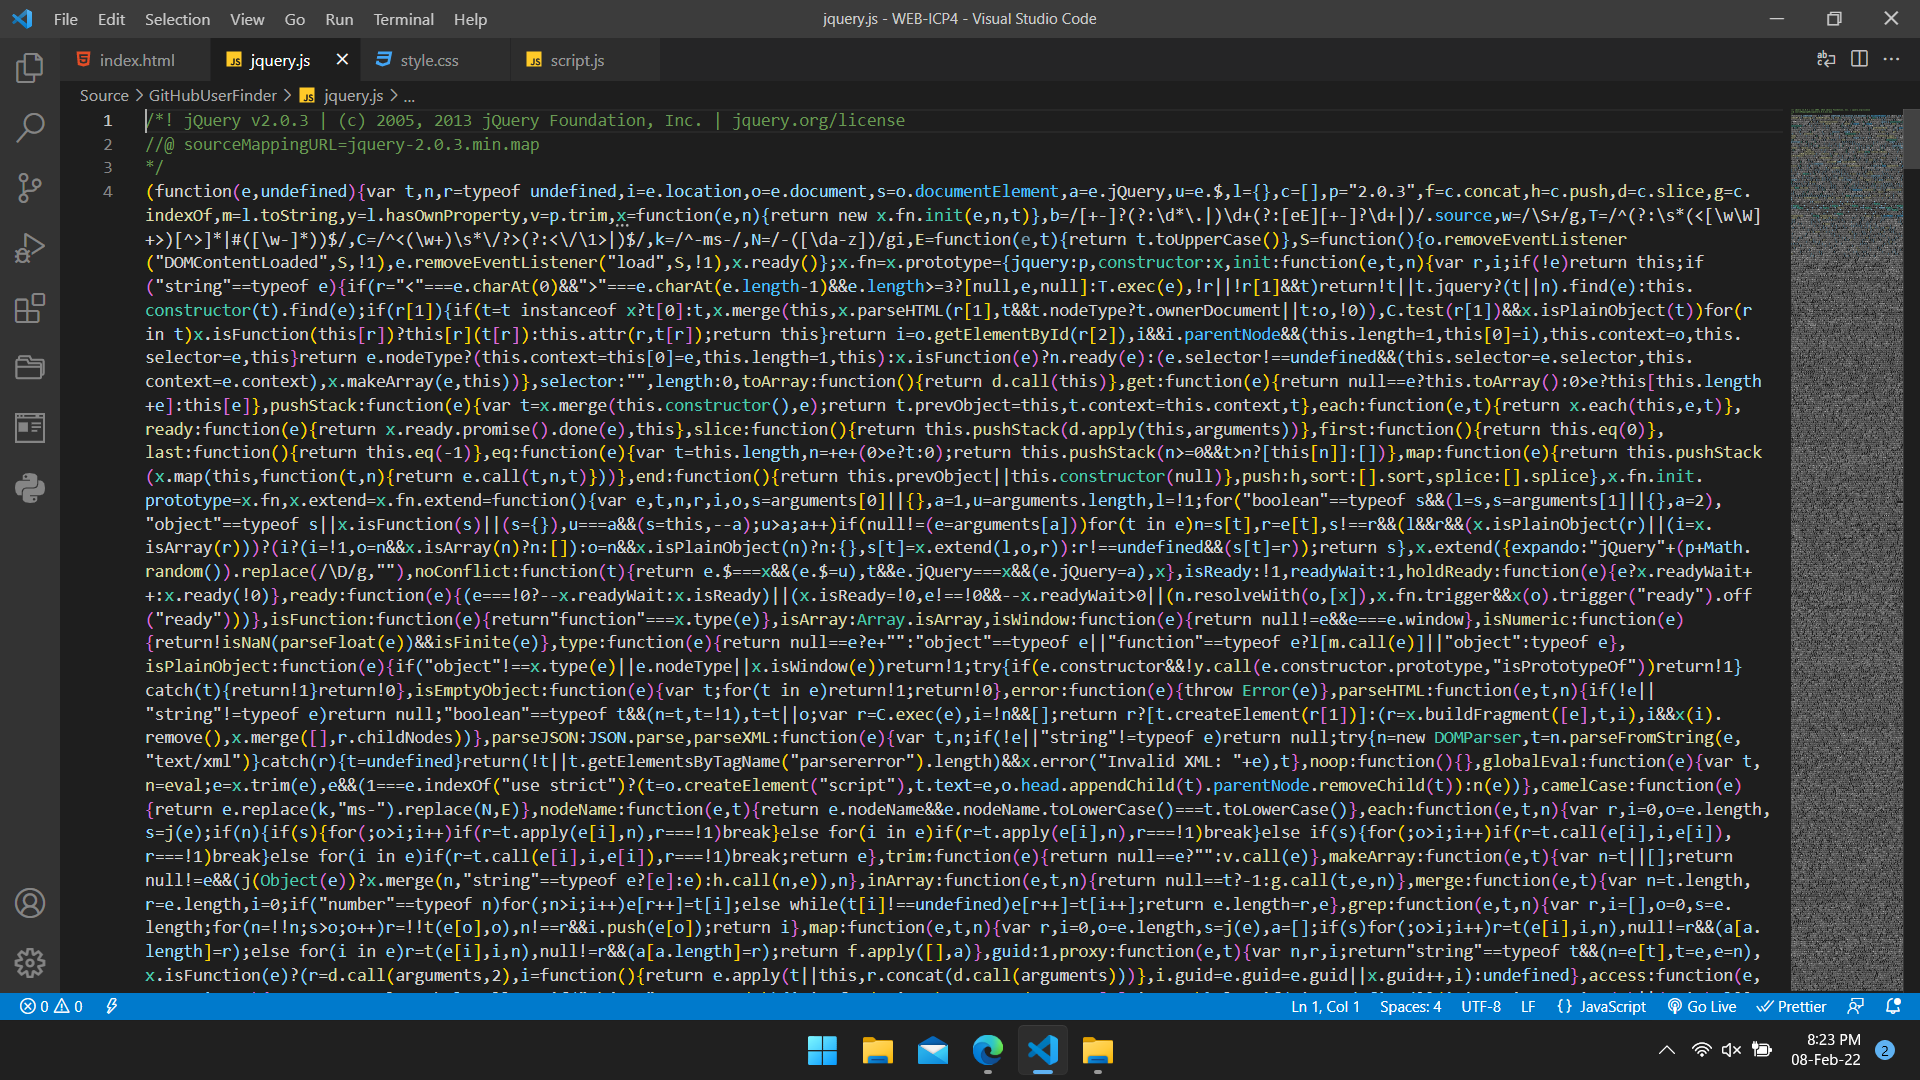 File Edit Selection View Go Run Terminal Help
jquery.js - WEB-ICP4 - Visual Studio Code
index.html jquery.js style.css script.js
Source > GitHubUserFinder > jquery.js > ...
1 /*! jQuery v2.0.3 | (c) 2005, 2013 jQuery Foundation, Inc. | jquery.org/license
2 //@ sourceMappingURL=jquery-2.0.3.min.map
3 */
4 (function(e,undefined){var t,n,r=typeof undefined,i=e.location,o=e.document,s=o.documentElement,a=e.jQuery,u=e.$,l={},c=[],p="2.0.3",f=c.concat,h=c.push,d=c.slice,g=c.
indexOf,m=l.toString,y=l.hasOwnProperty,v=p.trim,x=function(e,n){return new x.fn.init(e,n,t)},b=/[+-]?(?:\d*\.|)\d+(?:[eE][+-]?\d+|)/.source,w=/\S+/g,T=/^(?:\s*(<[\w\W]
+>)[^>]*|#([\w-]*))$/,C=/^<(\w+)\s*\/?>(?:<\/\1>|)$/,k=/^-ms-/,N=/-([\da-z])/gi,E=function(e,t){return t.toUpperCase()},S=function(){o.removeEventListener
("DOMContentLoaded",S,!1),e.removeEventListener("load",S,!1),x.ready()};x.fn=x.prototype={jquery:p,constructor:x,init:function(e,t,n){var r,i;if(!e)return this;if
("string"==typeof e){if(r="<"===e.charAt(0)&&">"===e.charAt(e.length-1)&&e.length>=3?[null,e,null]:T.exec(e),!r||!r[1]&&t)return!t||t.jquery?(t||n).find(e):this.
constructor(t).find(e);if(r[1]){if(t=t instanceof x?t[0]:t,x.merge(this,x.parseHTML(r[1],t&&t.nodeType?t.ownerDocument||t:o,!0)),C.test(r[1])&&x.isPlainObject(t))for(r
in t)x.isFunction(this[r])?this[r](t[r]):this.attr(r,t[r]);return this}return i=o.getElementById(r[2]),i&&i.parentNode&&(this.length=1,this[0]=i),this.context=o,this.
selector=e,this}return e.nodeType?(this.context=this[0]=e,this.length=1,this):x.isFunction(e)?n.ready(e):(e.selector!==undefined&&(this.selector=e.selector,this.
context=e.context),x.makeArray(e,this))},selector:"",length:0,toArray:function(){return d.call(this)},get:function(e){return null==e?this.toArray():0>e?this[this.length
+e]:this[e]},pushStack:function(e){var t=x.merge(this.constructor(),e);return t.prevObject=this,t.context=this.context,t},each:function(e,t){return x.each(this,e,t)},
ready:function(e){return x.ready.promise().done(e),this},slice:function(){return this.pushStack(d.apply(this,arguments))},first:function(){return this.eq(0)},
last:function(){return this.eq(-1)},eq:function(e){var t=this.length,n=+e+(0>e?t:0);return this.pushStack(n>=0&&t>n?[this[n]]:[])},map:function(e){return this.pushStack
(x.map(this,function(t,n){return e.call(t,n,t)}))},end:function(){return this.prevObject||this.constructor(null)},push:h,sort:[].sort,splice:[].splice},x.fn.init.
prototype=x.fn,x.extend=x.fn.extend=function(){var e,t,n,r,i,o,s=arguments[0]||{},a=1,u=arguments.length,l=!1;for("boolean"==typeof s&&(l=s,s=arguments[1]||{},a=2),
"object"==typeof s||x.isFunction(s)||(s={}),u===a&&(s=this,--a);u>a;a++)if(null!=(e=arguments[a]))for(t in e)n=s[t],r=e[t],s!==r&&(l&&r&&(x.isPlainObject(r)||(i=x.
isArray(r)))?(i?(i=!1,o=n&&x.isArray(n)?n:[]):o=n&&x.isPlainObject(n)?n:{},s[t]=x.extend(l,o,r)):r!==undefined&&(s[t]=r));return s},x.extend({expando:"jQuery"+(p+Math.
random()).replace(/\D/g,""),noConflict:function(t){return e.$===x&&(e.$=u),t&&e.jQuery===x&&(e.jQuery=a),x},isReady:!1,readyWait:1,holdReady:function(e){e?x.readyWait+
+:x.ready(!0)},ready:function(e){(e===!0?--x.readyWait:x.isReady)||(x.isReady=!0,e!==!0&&--x.readyWait>0||(n.resolveWith(o,[x]),x.fn.trigger&&x(o).trigger("ready").off
("ready")))},isFunction:function(e){return"function"===x.type(e)},isArray:Array.isArray,isWindow:function(e){return null!=e&&e===e.window},isNumeric:function(e)
{return!isNaN(parseFloat(e))&&isFinite(e)},type:function(e){return null==e?e+"":"object"==typeof e||"function"==typeof e?l[m.call(e)]||"object":typeof e},
isPlainObject:function(e){if("object"!==x.type(e)||e.nodeType||x.isWindow(e))return!1;try{if(e.constructor&&!y.call(e.constructor.prototype,"isPrototypeOf"))return!1}
catch(t){return!1}return!0},isEmptyObject:function(e){var t;for(t in e)return!1;return!0},error:function(e){throw Error(e)},parseHTML:function(e,t,n){if(!e||
"string"!=typeof e)return null;"boolean"==typeof t&&(n=t,t=!1),t=t||o;var r=C.exec(e),i=!n&&[];return r?[t.createElement(r[1])]:(r=x.buildFragment([e],t,i),i&&x(i).
remove(),x.merge([],r.childNodes))},parseJSON:JSON.parse,parseXML:function(e){var t,n;if(!e||"string"!=typeof e)return null;try{n=new DOMParser,t=n.parseFromString(e,
"text/xml")}catch(r){t=undefined}return(!t||t.getElementsByTagName("parsererror").length)&&x.error("Invalid XML: "+e),t},noop:function(){},globalEval:function(e){var t,
n=eval;e=x.trim(e),e&&(1===e.indexOf("use strict")?(t=o.createElement("script"),t.text=e,o.head.appendChild(t).parentNode.removeChild(t)):n(e))},camelCase:function(e)
{return e.replace(k,"ms-").replace(N,E)},nodeName:function(e,t){return e.nodeName&&e.nodeName.toLowerCase()===t.toLowerCase()},each:function(e,t,n){var r,i=0,o=e.length,
s=j(e);if(n){if(s){for(;o>i;i++)if(r=t.apply(e[i],n),r===!1)break}else for(i in e)if(r=t.apply(e[i],n),r===!1)break}else if(s){for(;o>i;i++)if(r=t.call(e[i],i,e[i]),
r===!1)break}else for(i in e)if(r=t.call(e[i],i,e[i]),r===!1)break;return e},trim:function(e){return null==e?"":v.call(e)},makeArray:function(e,t){var n=t||[];return
null!=e&&(j(Object(e))?x.merge(n,"string"==typeof e?[e]:e):h.call(n,e)),n},inArray:function(e,t,n){return null==t?-1:g.call(t,e,n)},merge:function(e,t){var n=t.length,
r=e.length,i=0;if("number"==typeof n)for(;n>i;i++)e[r++]=t[i];else while(t[i]!==undefined)e[r++]=t[i++];return e.length=r,e},grep:function(e,t,n){var r,i=[],o=0,s=e.
length;for(n=!!n;s>o;o++)r=!!t(e[o],o),n!==r&&i.push(e[o]);return i},map:function(e,t,n){var r,i=0,o=e.length,s=j(e),a=[];if(s)for(;o>i;i++)r=t(e[i],i,n),null!=r&&(a[a.
length]=r);else for(i in e)r=t(e[i],i,n),null!=r&&(a[a.length]=r);return f.apply([],a)},guid:1,proxy:function(e,t){var n,r,i;return"string"==typeof t&&(n=e[t],t=e,e=n),
x.isFunction(e)?(r=d.call(arguments,2),i=function(){return e.apply(t||this,r.concat(d.call(arguments)))},i.guid=e.guid=e.guid||x.guid++,i):undefined},access:function(e,
0 0 Ln 1, Col 1 Spaces: 4 UTF-8 LF {} JavaScript Go Live Prettier
8:23 PM
08-Feb-22 2